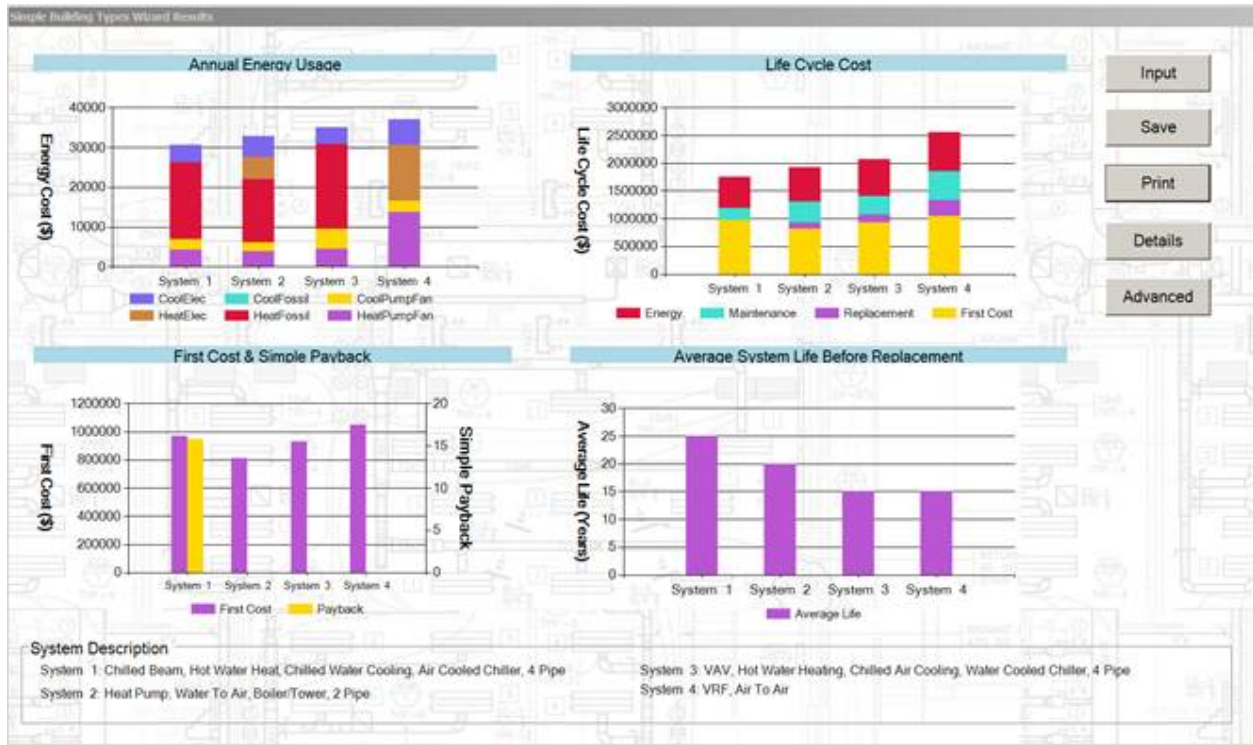 Simple Building Types Wizard Results
Annual Energy Usage
Energy Cost ($)
40000
30000
20000
10000
0
System 1 System 2 System 3 System 4
CoolElec CoolFossil CoolPumpFan
HeatElec HeatFossil HeatPumpFan
Life Cycle Cost
Life Cycle Cost ($)
3000000
2500000
2000000
1500000
1000000
500000
0
System 1 System 2 System 3 System 4
Energy Maintenance Replacement First Cost
Input
Save
Print
Details
Advanced
First Cost & Simple Payback
First Cost ($)
1200000
1000000
800000
600000
400000
200000
0
20
15
10
5
0
Simple Payback
System 1 System 2 System 3 System 4
First Cost Payback
Average System Life Before Replacement
Average Life (Years)
30
25
20
15
10
5
0
System 1 System 2 System 3 System 4
Average Life
System Description
System 1: Chilled Beam, Hot Water Heat, Chilled Water Cooling, Air Cooled Chiller, 4 Pipe
System 2: Heat Pump, Water To Air, Boiler/Tower, 2 Pipe
System 3: VAV, Hot Water Heating, Chilled Air Cooling, Water Cooled Chiller, 4 Pipe
System 4: VRF, Air To Air